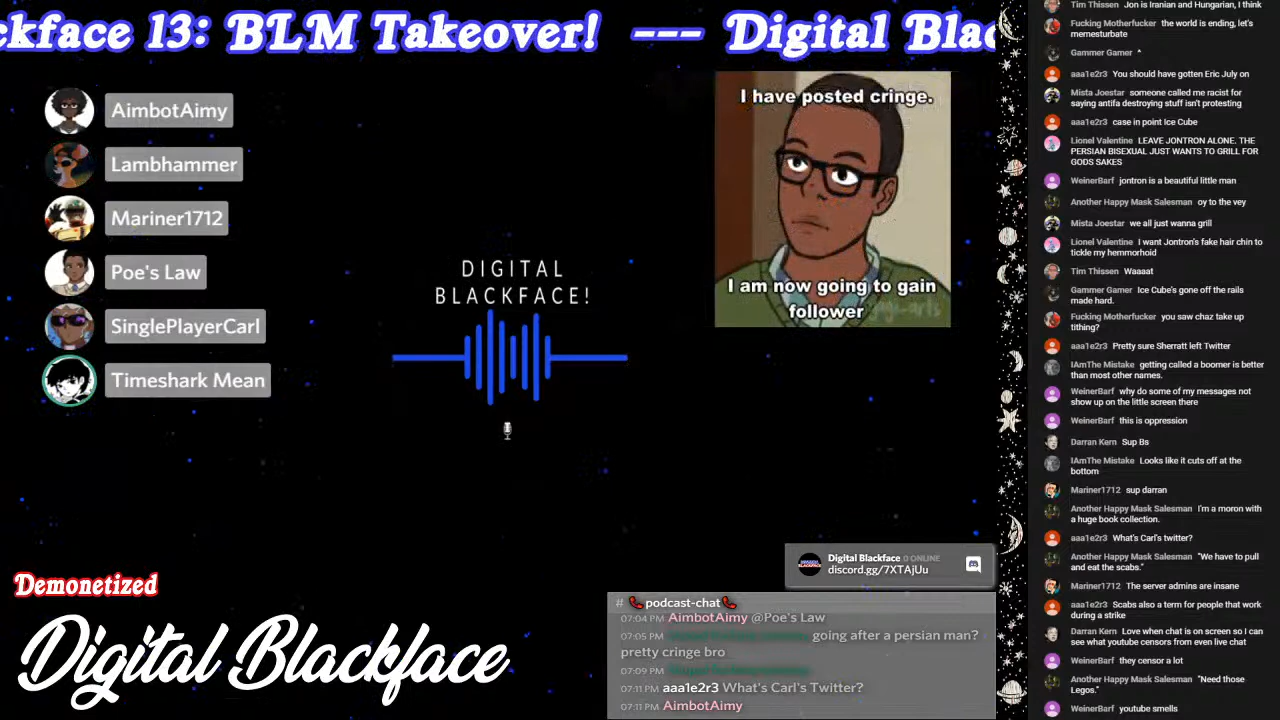 ckface 13: BLM Takeover! --- Digital Blac
AimbotAimy
Lambhammer
Mariner1712
Poe's Law
SinglePlayerCarl
Timeshark Mean
DIGITAL
BLACKFACE!
I have posted cringe.
I am now going to gain
follower
Demonetized
Digital Blackface
Digital Blackface 0 ONLINE
discord.gg/7XTAjUu
# podcast-chat
07:04 PM AimbotAimy @Poe's Law
07:05 PM going after a persian man?
pretty cringe bro
07:09 PM
07:11 PM aaa1e2r3 What's Carl's Twitter?
07:11 PM AimbotAimy
Tim Thissen Jon is Iranian and Hungarian, I think
Fucking Motherfucker the world is ending, let's
memesturbate
Gammer Gamer ^
aaa1e2r3 You should have gotten Eric July on
Mista Joestar someone called me racist for
saying antifa destroying stuff isn't protesting
aaa1e2r3 case in point Ice Cube
Lionel Valentine LEAVE JONTRON ALONE. THE
PERSIAN BISEXUAL JUST WANTS TO GRILL FOR
GODS SAKES
WeinerBarf jontron is a beautiful little man
Another Happy Mask Salesman oy to the vey
Mista Joestar we all just wanna grill
Lionel Valentine I want Jontron's fake hair chin to
tickle my hemmorhoid
Tim Thissen Waaaat
Gammer Gamer Ice Cube's gone off the rails
made hard.
Fucking Motherfucker you saw chaz take up
tithing?
aaa1e2r3 Pretty sure Sherratt left Twitter
IAmThe Mistake getting called a boomer is better
than most other names.
WeinerBarf why do some of my messages not
show up on the little screen there
WeinerBarf this is oppression
Darran Kern Sup Bs
IAmThe Mistake Looks like it cuts off at the
bottom
Mariner1712 sup darran
Another Happy Mask Salesman I'm a moron with
a huge book collection.
aaa1e2r3 What's Carl's twitter?
Another Happy Mask Salesman "We have to pull
and eat the scabs."
Mariner1712 The server admins are insane
aaa1e2r3 Scabs also a term for people that work
during a strike
Darran Kern Love when chat is on screen so I can
see what youtube censors from even live chat
WeinerBarf they censor a lot
Another Happy Mask Salesman "Need those
Legos."
WeinerBarf youtube smells